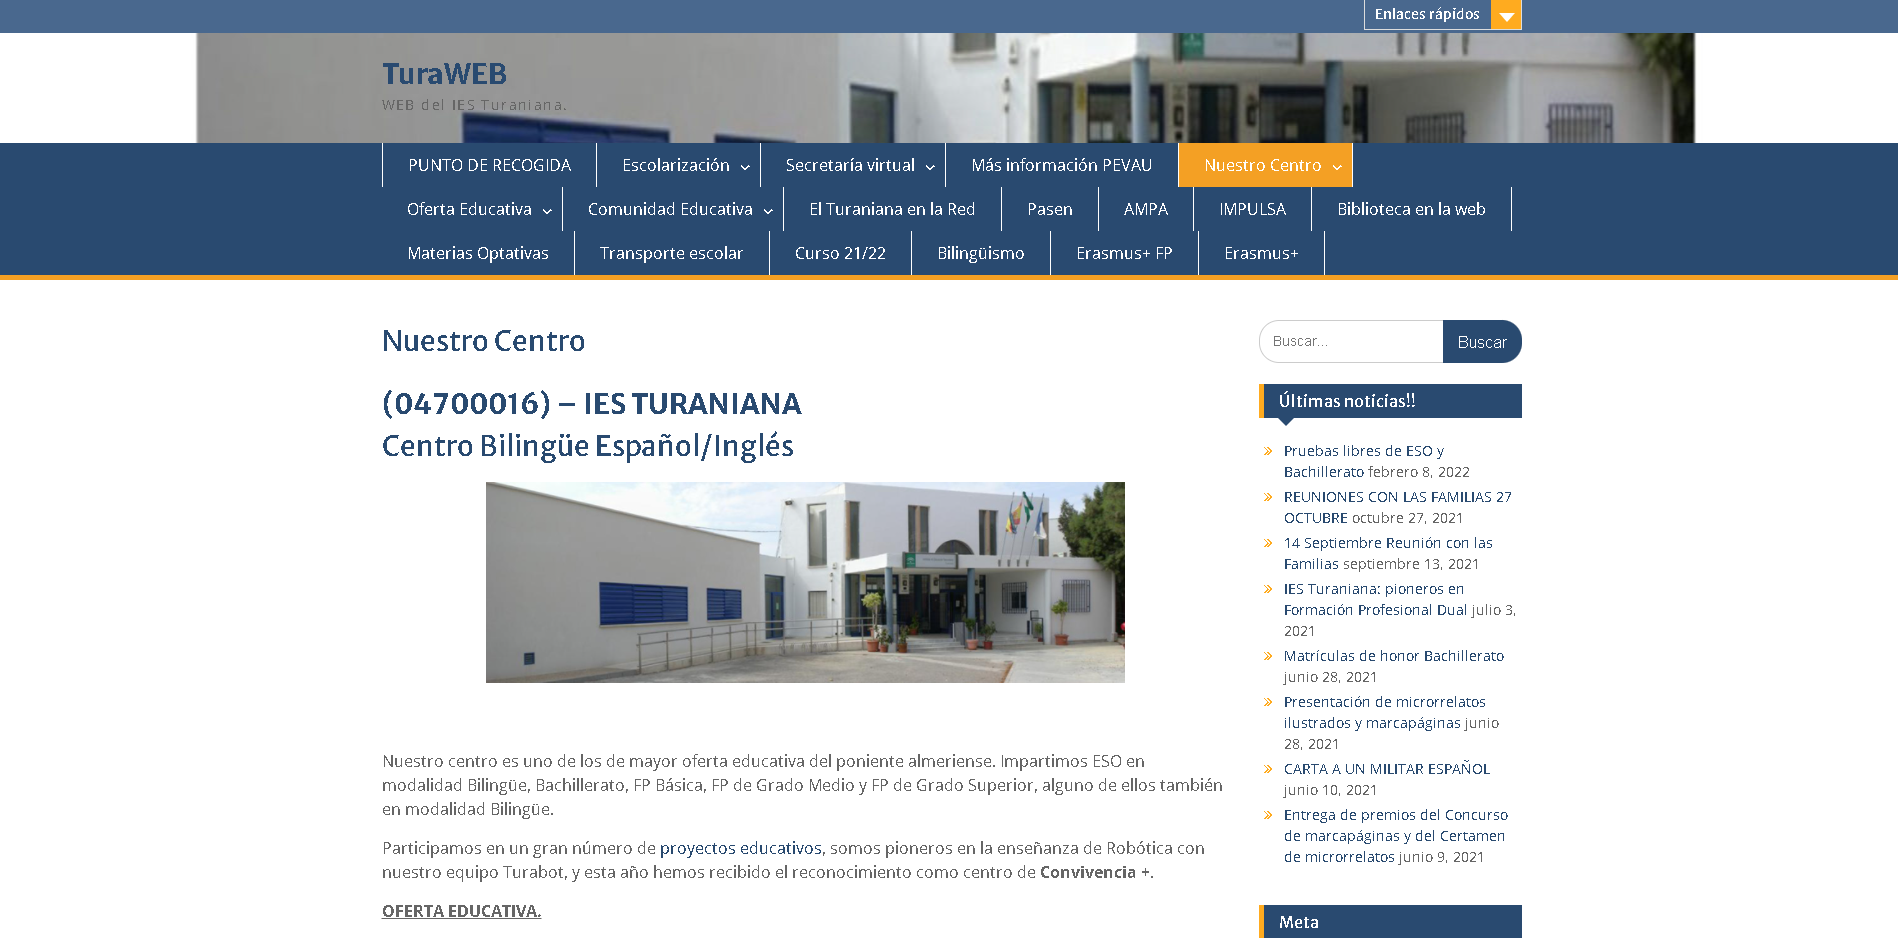 Enlaces rápidos
TuraWEB
WEB del IES Turaniana.
PUNTO DE RECOGIDA
Escolarización
Secretaría virtual
Más información PEVAU
Nuestro Centro
Oferta Educativa
Comunidad Educativa
El Turaniana en la Red
Pasen
AMPA
IMPULSA
Biblioteca en la web
Materias Optativas
Transporte escolar
Curso 21/22
Bilingüismo
Erasmus+ FP
Erasmus+
Nuestro Centro
(04700016) – IES TURANIANA
Centro Bilingüe Español/Inglés
Nuestro centro es uno de los de mayor oferta educativa del poniente almeriense. Impartimos ESO en
modalidad Bilingüe, Bachillerato, FP Básica, FP de Grado Medio y FP de Grado Superior, alguno de ellos también
en modalidad Bilingüe.
Participamos en un gran número de proyectos educativos, somos pioneros en la enseñanza de Robótica con
nuestro equipo Turabot, y esta año hemos recibido el reconocimiento como centro de Convivencia +.
OFERTA EDUCATIVA.
Buscar...
Buscar
Últimas noticias!!
Pruebas libres de ESO y
Bachillerato febrero 8, 2022
REUNIONES CON LAS FAMILIAS 27
OCTUBRE octubre 27, 2021
14 Septiembre Reunión con las
Familias septiembre 13, 2021
IES Turaniana: pioneros en
Formación Profesional Dual julio 3,
2021
Matrículas de honor Bachillerato
junio 28, 2021
Presentación de microrrelatos
ilustrados y marcapáginas junio
28, 2021
CARTA A UN MILITAR ESPAÑOL
junio 10, 2021
Entrega de premios del Concurso
de marcapáginas y del Certamen
de microrrelatos junio 9, 2021
Meta